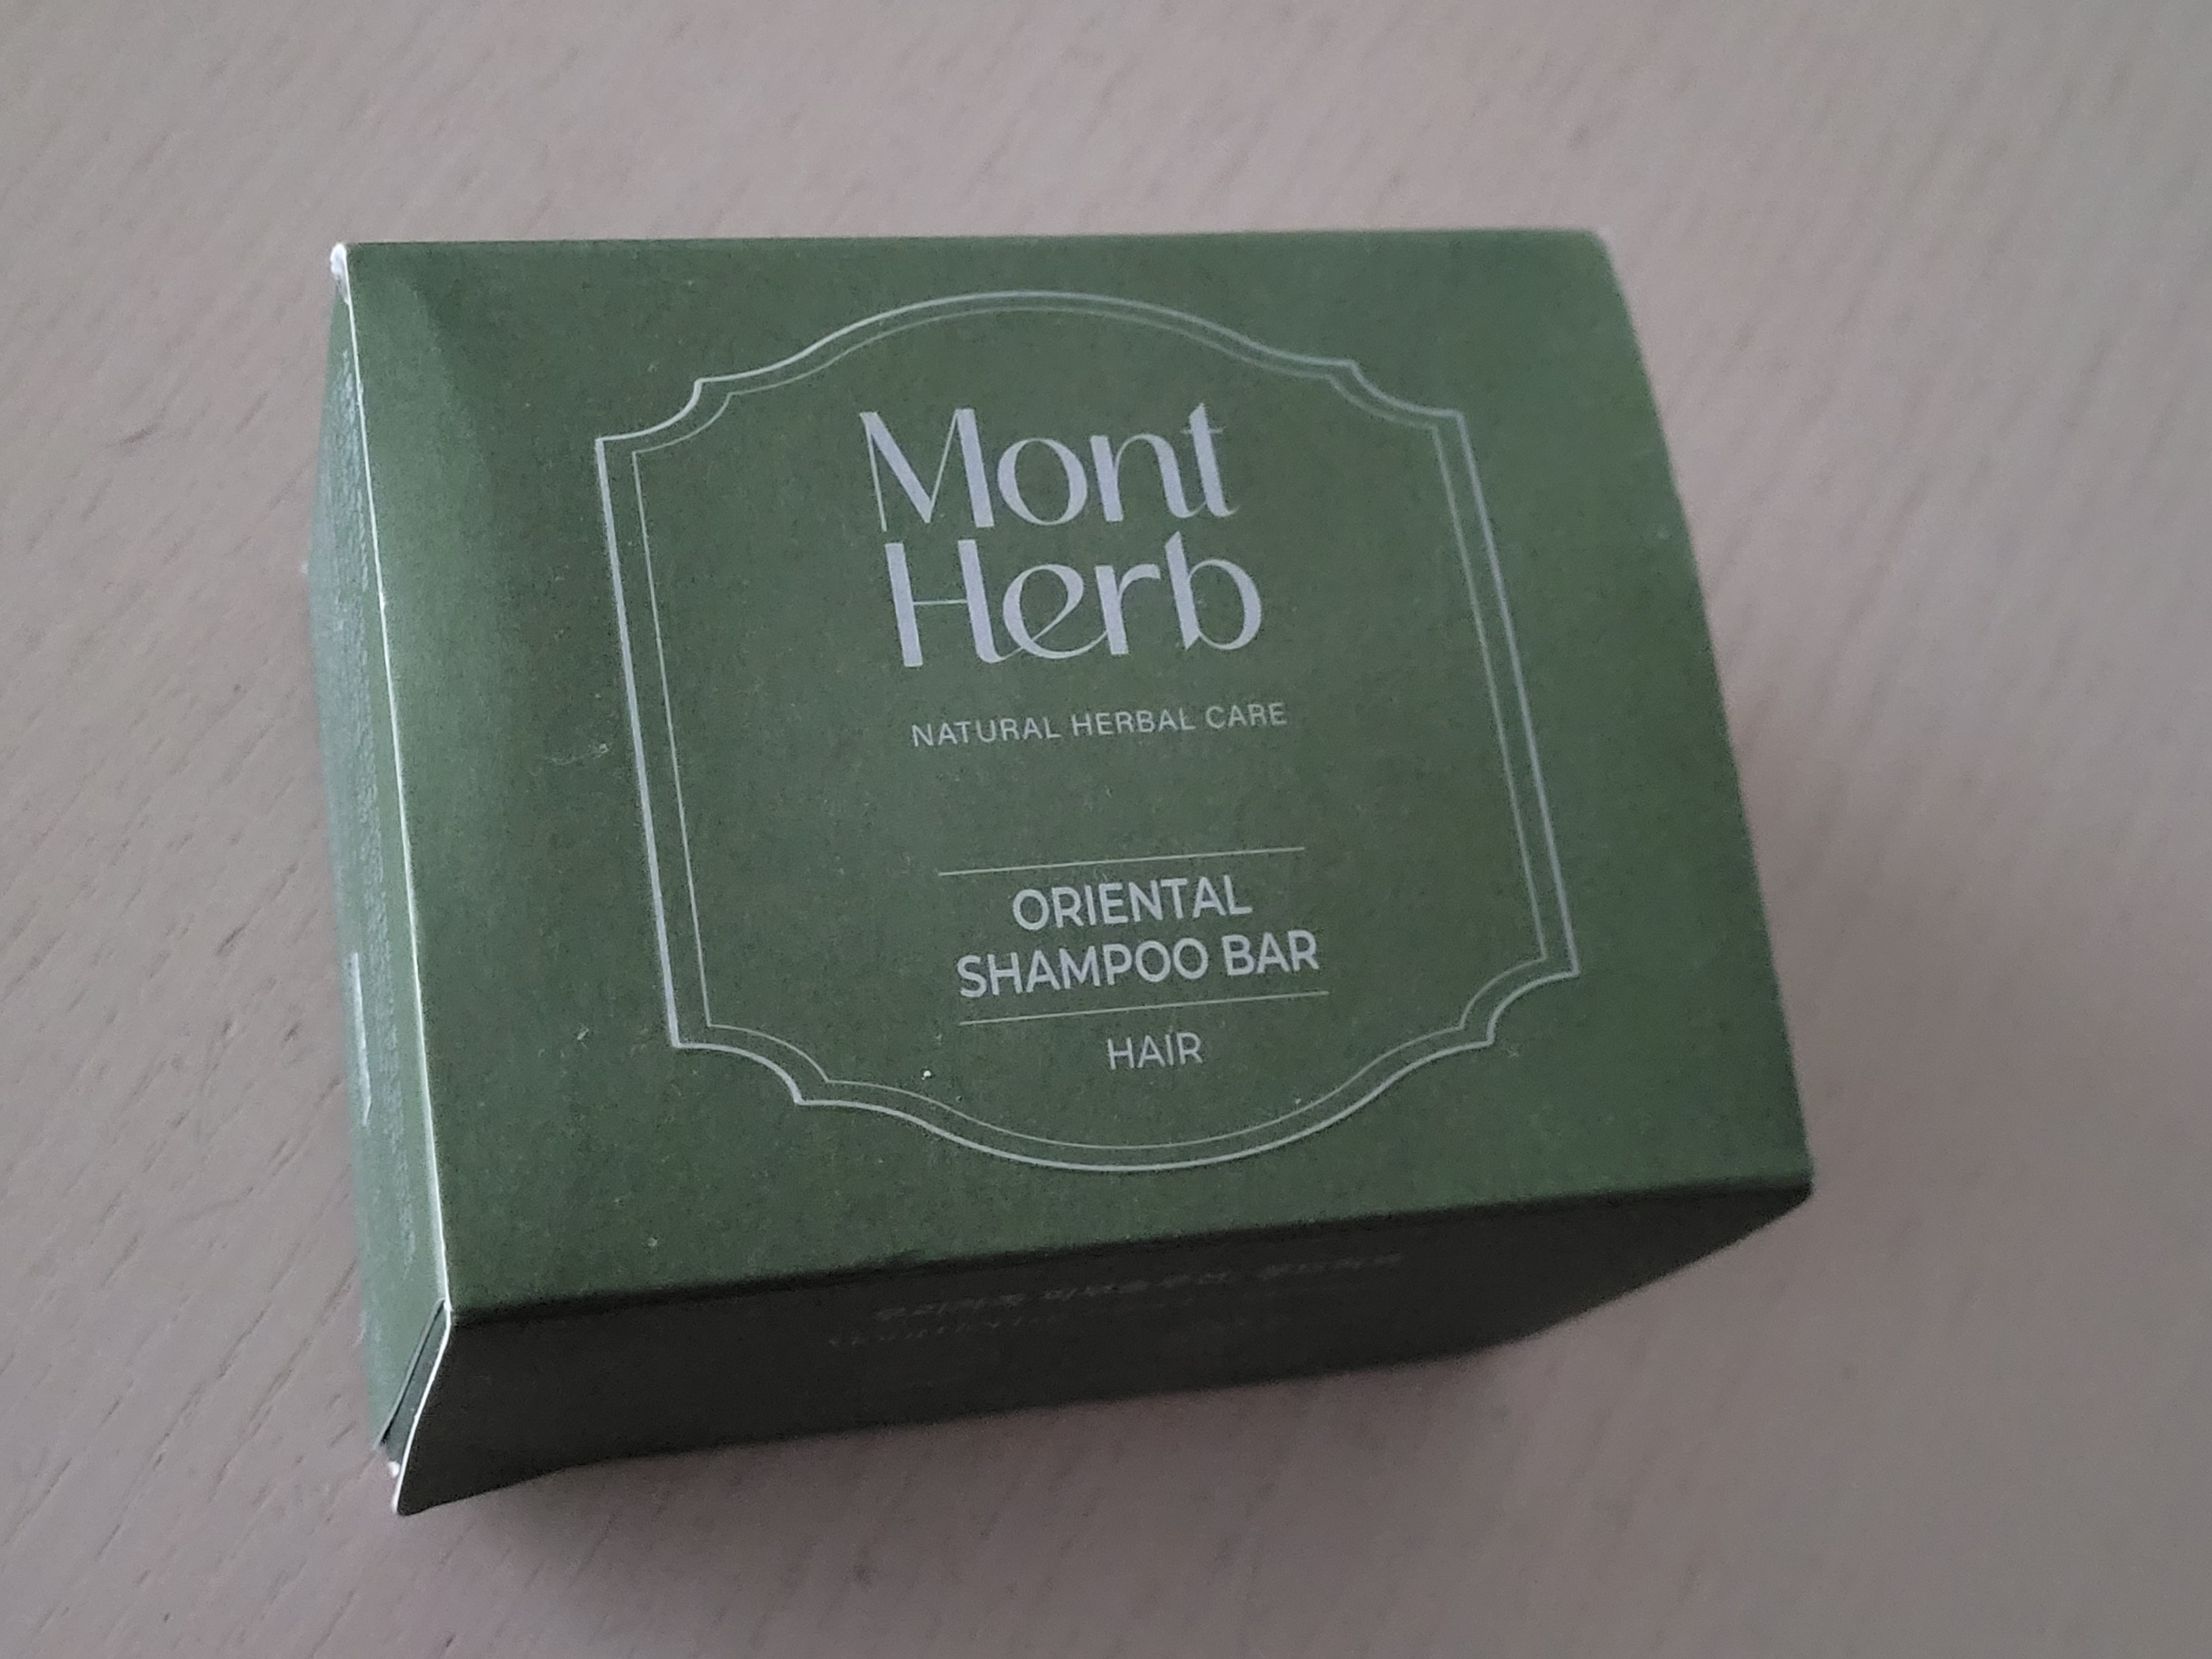 Mont
Herb
NATURAL HERBAL CARE
ORIENTAL
SHAMPOO BAR
HAIR